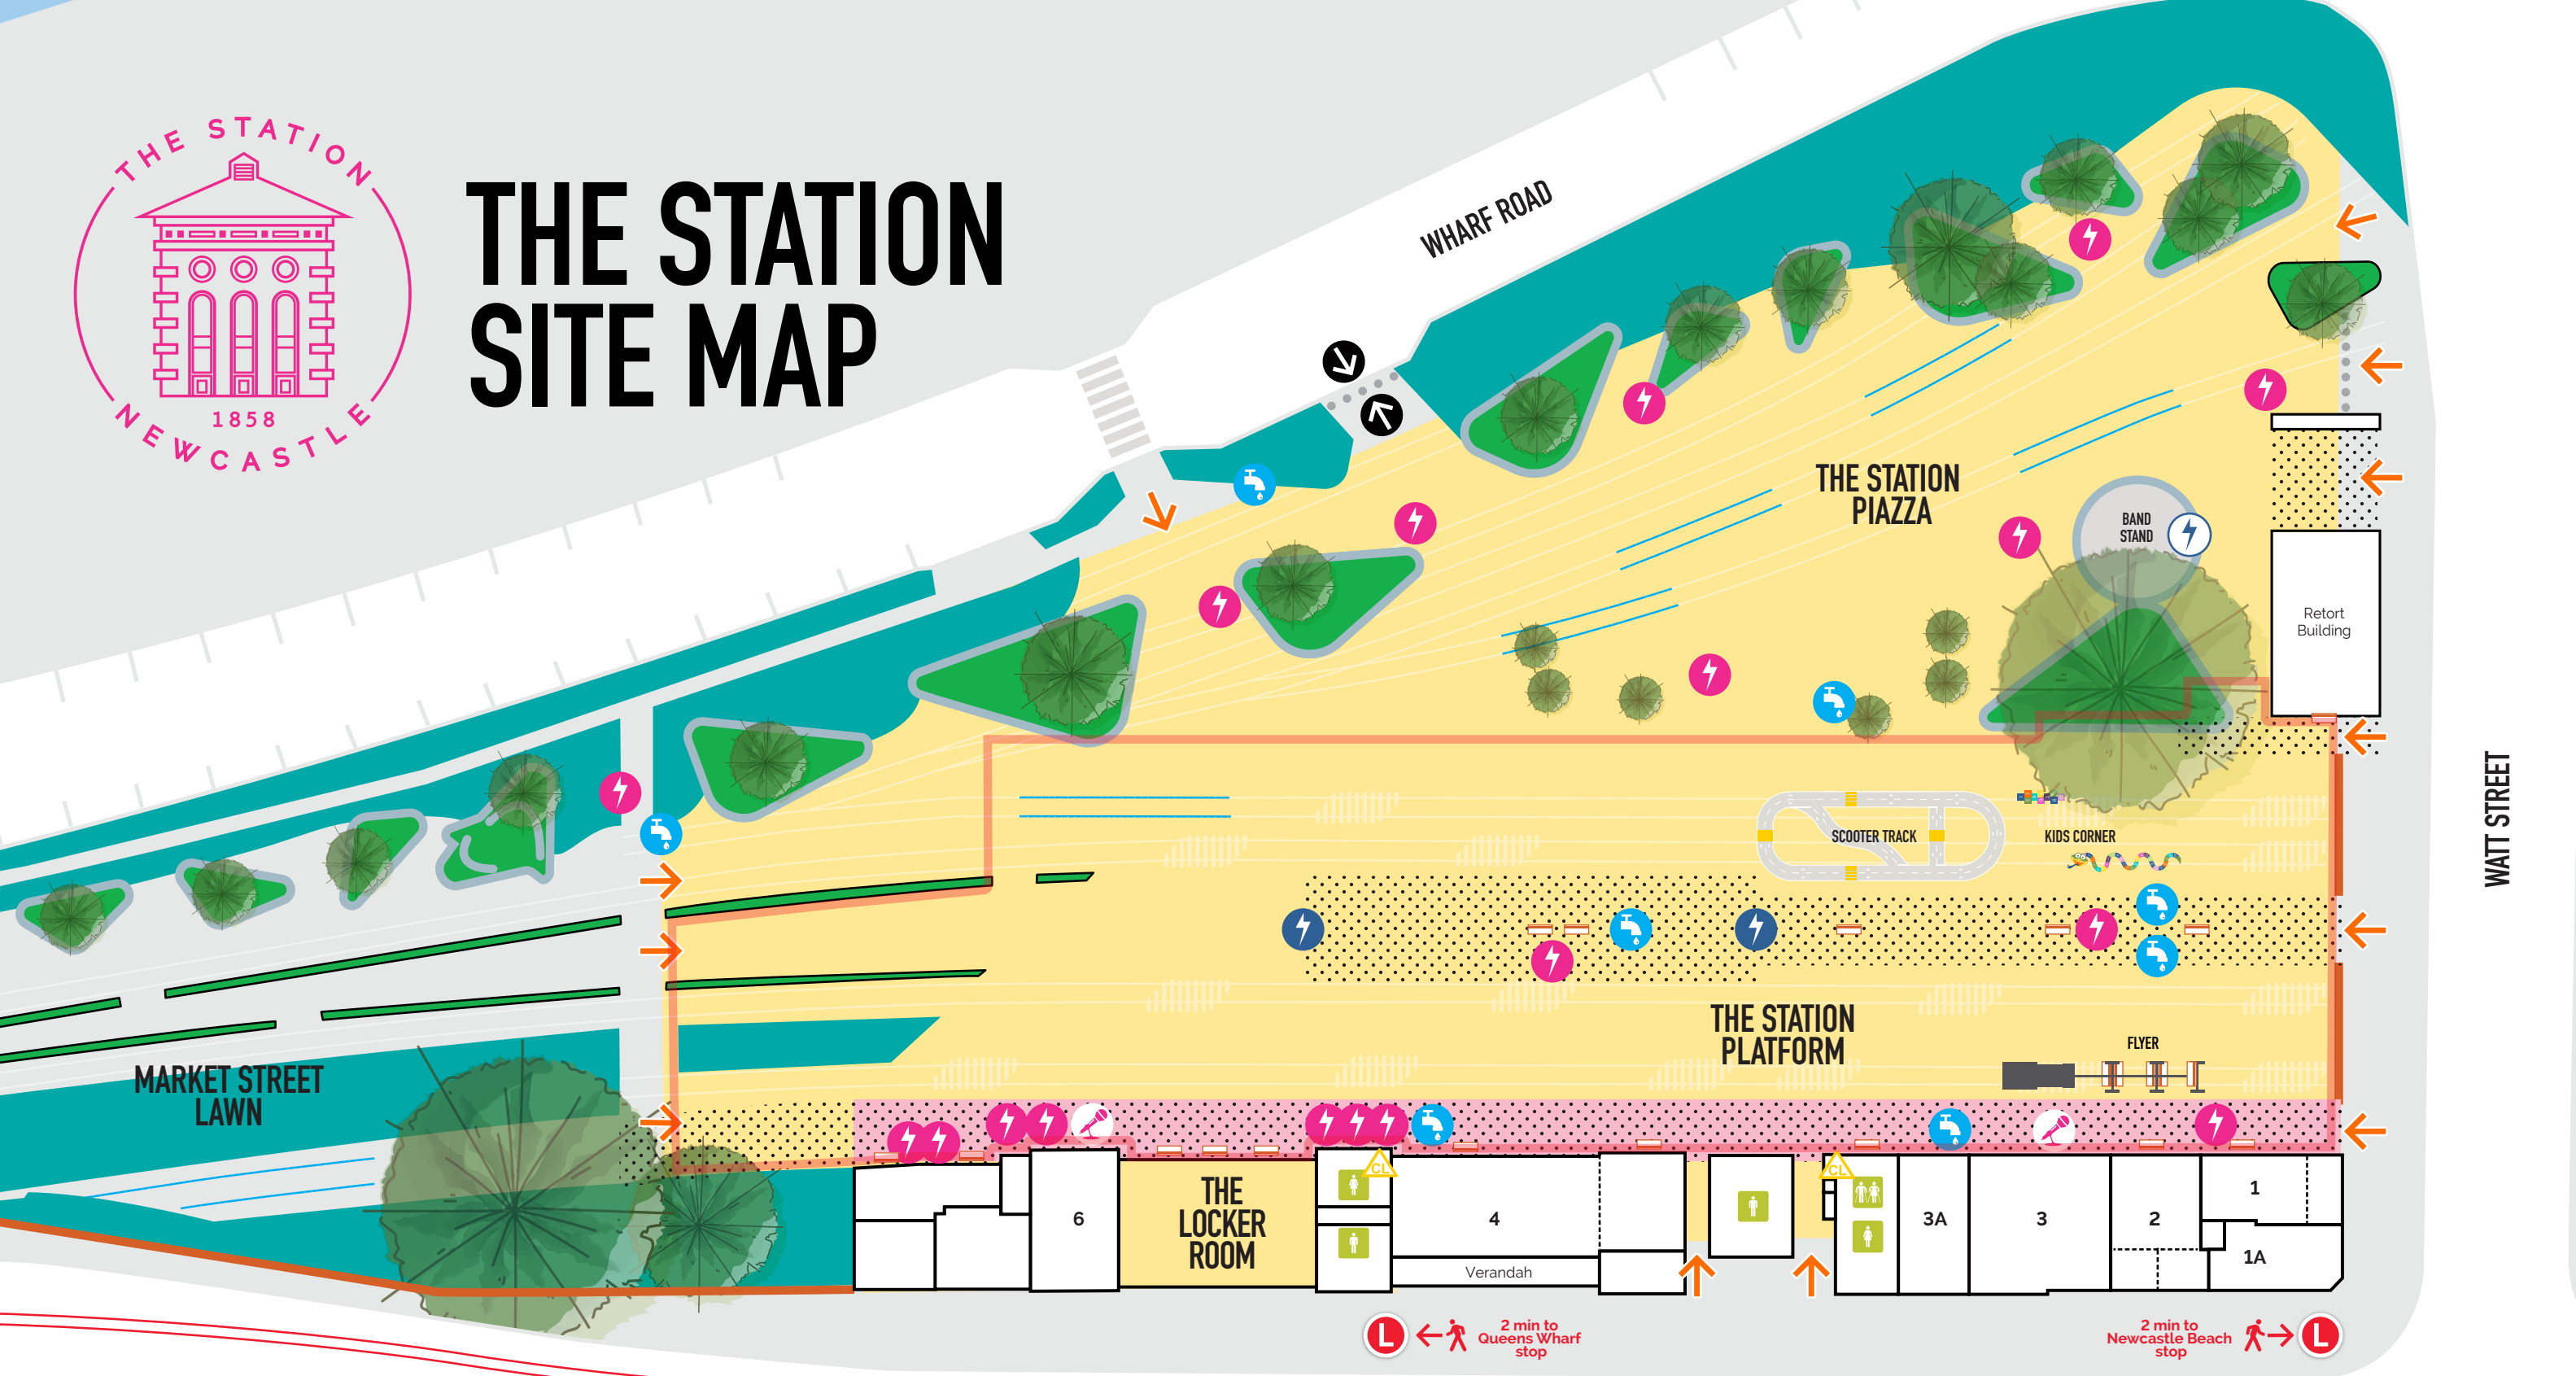 THE STATION
1858
NEWCASTLE
THE STATION
SITE MAP
WHARF ROAD
THE STATION
PIAZZA
BAND
STAND
Retort
Building
WATT STREET
SCOOTER TRACK
KIDS CORNER
THE STATION
PLATFORM
FLYER
MARKET STREET
LAWN
6
THE
LOCKER
ROOM
CL
4
Verandah
CL
3A
3
2
1
1A
L
2 min to
Queens Wharf
stop
2 min to
Newcastle Beach
stop
L